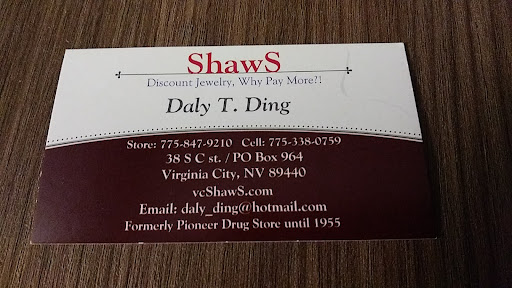 ShawS
Discount Jewelry, Why Pay More?!
Daly T. Ding
Store: 775-847-9210 Cell: 775-338-0759
38 S C st. / PO Box 964
Virginia City, NV 89440
vcShawS.com
Email: daly_ding@hotmail.com
Formerly Pioneer Drug Store until 1955